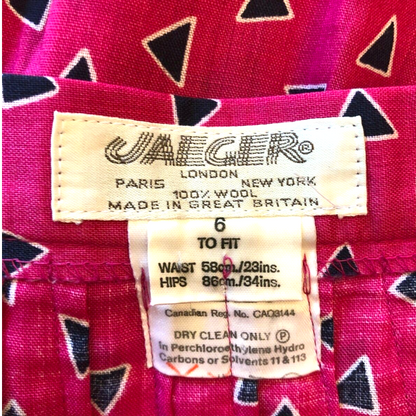 JAEGER®
LONDON
PARIS NEW YORK
100% WOOL
MADE IN GREAT BRITAIN
6
TO FIT
WAIST 58cm./23ins.
HIPS 86cm./34ins.
Canadian Reg. No. CAO3144
DRY CLEAN ONLY Ⓟ
In Perchloroethylene Hydro
Carbons or Solvents 11 & 113